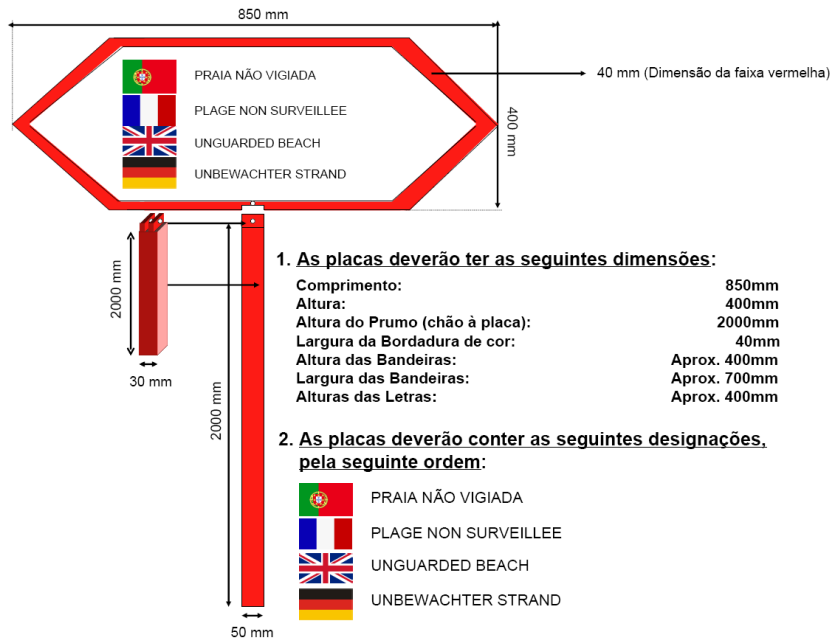 850 mm
40 mm (Dimensão da faixa vermelha)
PRAIA NÃO VIGIADA
PLAGE NON SURVEILLEE
UNGUARDED BEACH
UNBEWACHTER STRAND
400 mm
2000 mm
30 mm
2000 mm
50 mm
1. As placas deverão ter as seguintes dimensões:
Comprimento: 850mm
Altura: 400mm
Altura do Prumo (chão à placa): 2000mm
Largura da Bordadura de cor: 40mm
Altura das Bandeiras: Aprox. 400mm
Largura das Bandeiras: Aprox. 700mm
Alturas das Letras: Aprox. 400mm
2. As placas deverão conter as seguintes designações,
pela seguinte ordem:
PRAIA NÃO VIGIADA
PLAGE NON SURVEILLEE
UNGUARDED BEACH
UNBEWACHTER STRAND